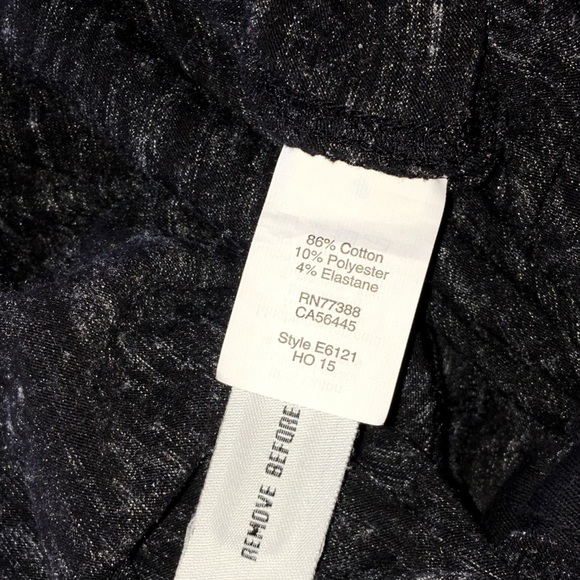 86% Cotton
10% Polyester
4% Elastane
RN77388
CA56445
Style E6121
HO 15
REMOVE BEFORE